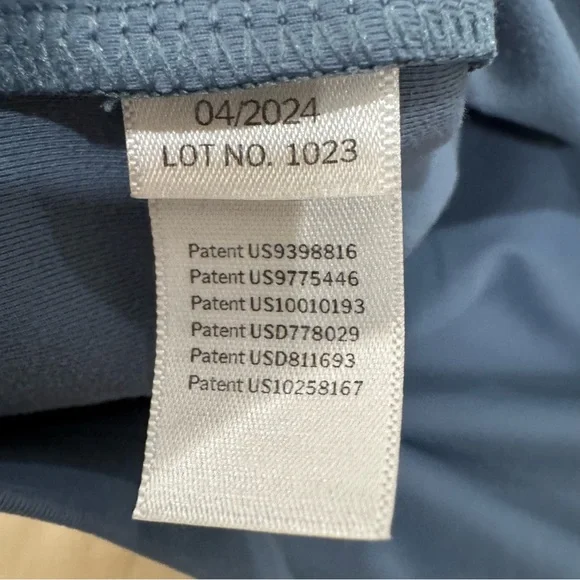 04/2024
LOT NO. 1023
Patent US9398816
Patent US9775446
Patent US10010193
Patent USD778029
Patent USD811693
Patent US10258167